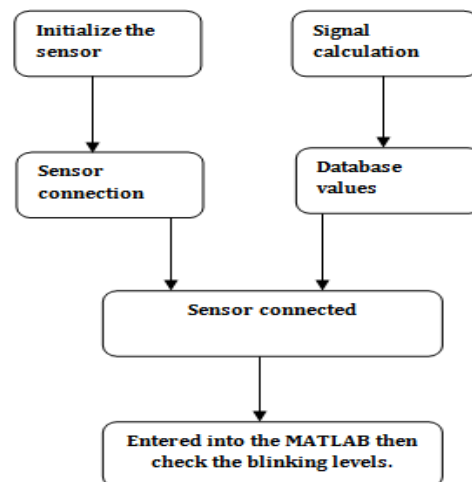 Initialize the
sensor
Signal
calculation
Sensor
connection
Database
values
Sensor connected
Entered into the MATLAB then
check the blinking levels.